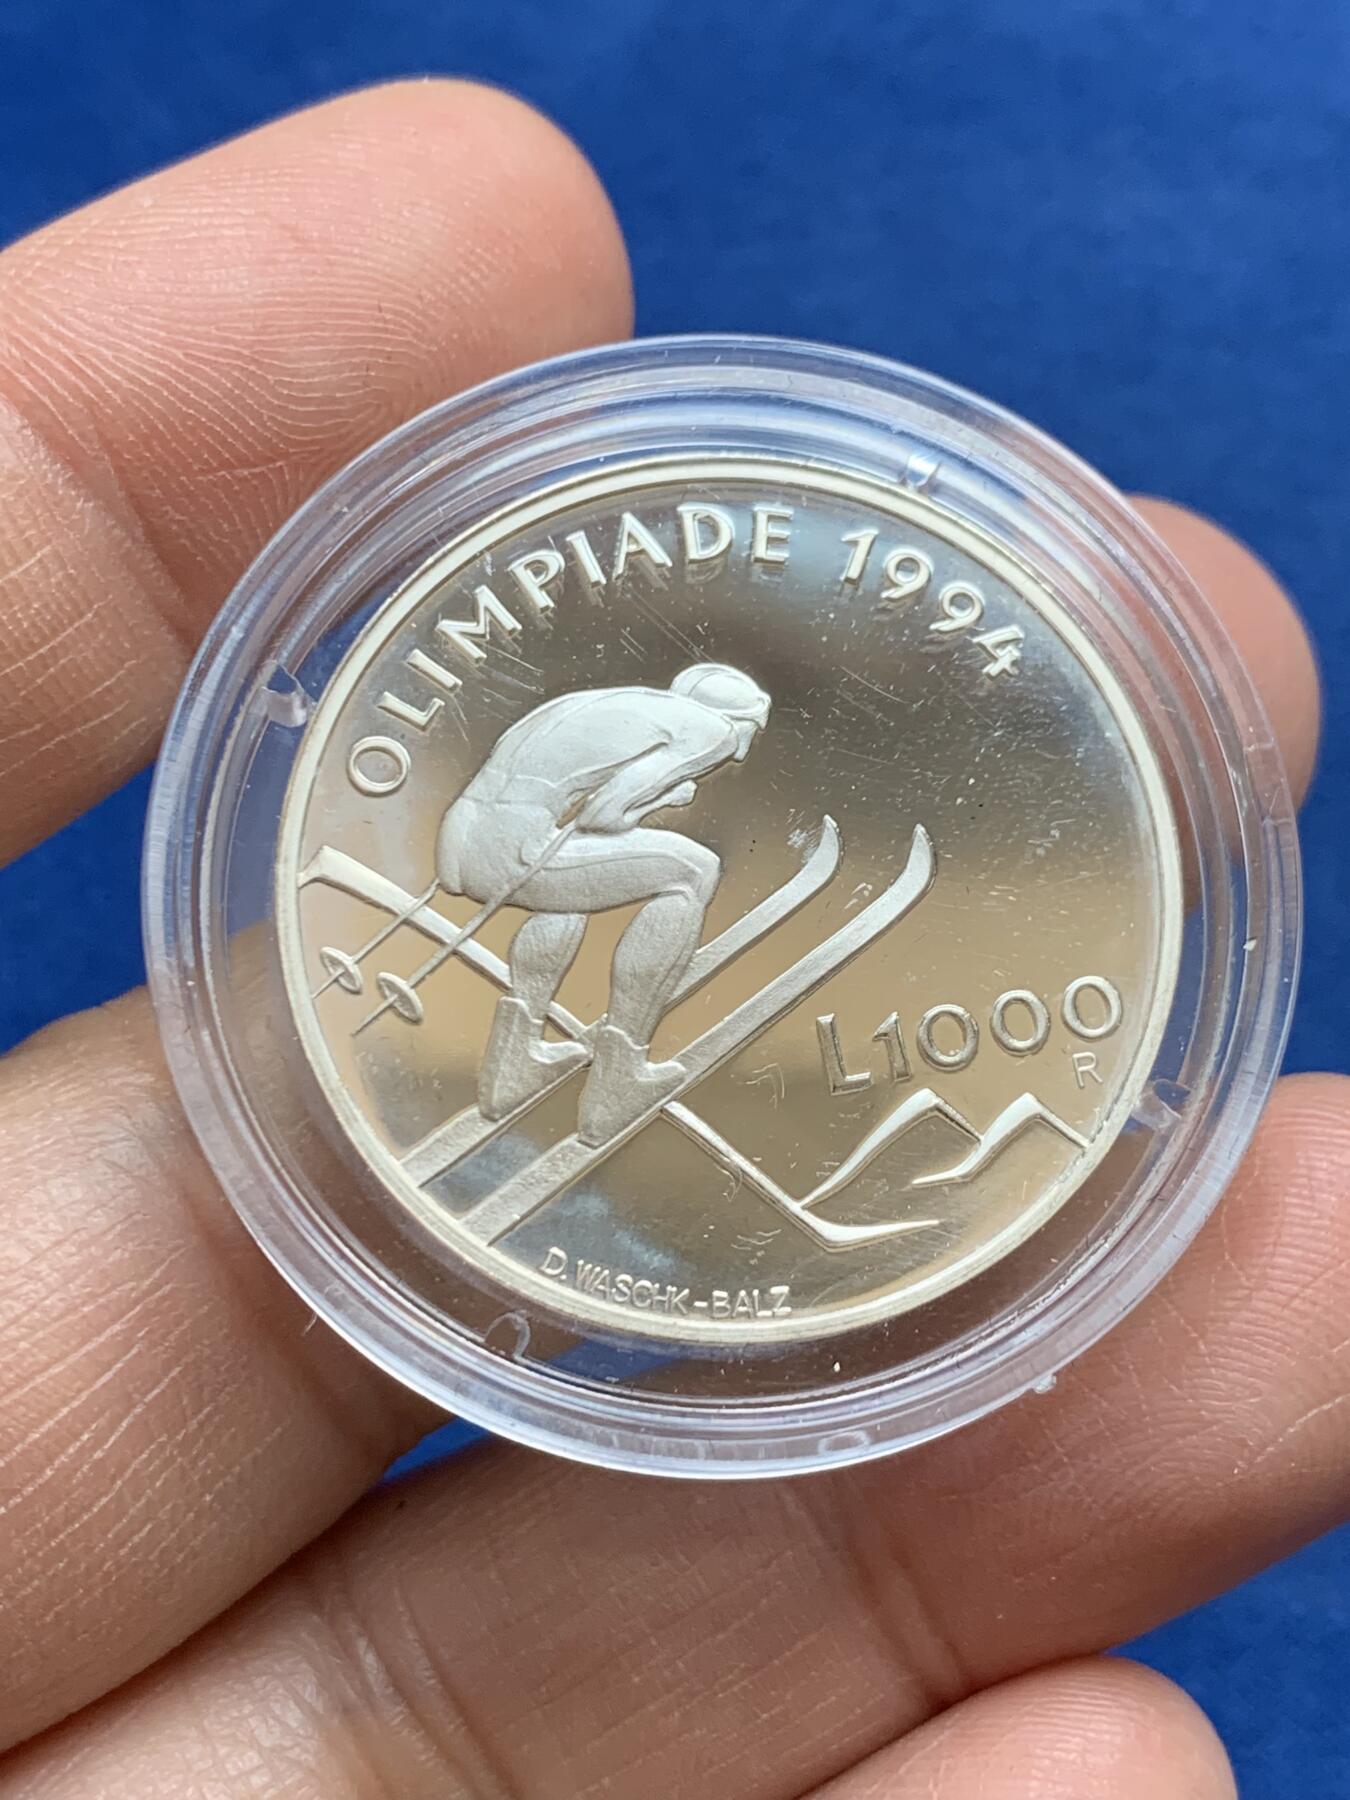 OLIMPIADE 1994
L1000
R
D. WASCHK-BALZ